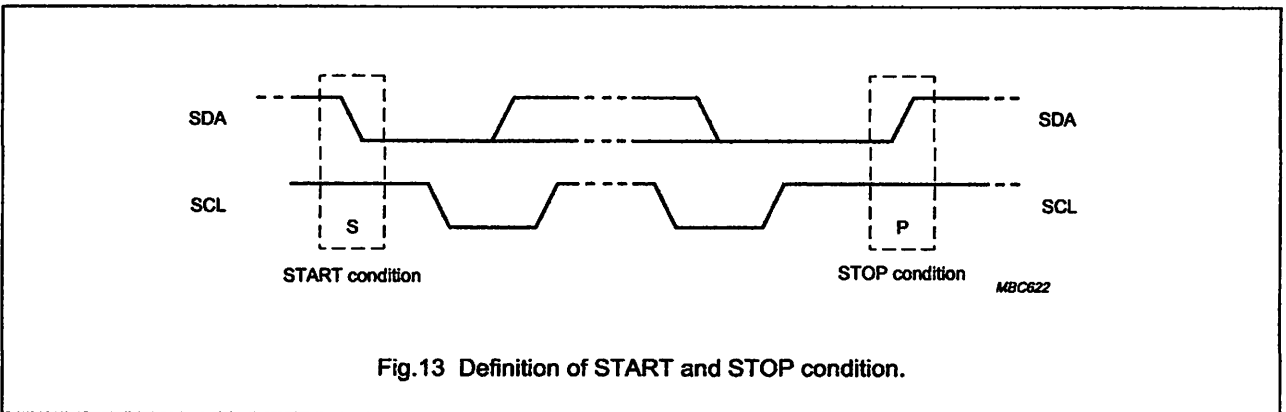 SDA
SDA
SCL
SCL
S
P
START condition
STOP condition
MBC622
Fig.13 Definition of START and STOP condition.